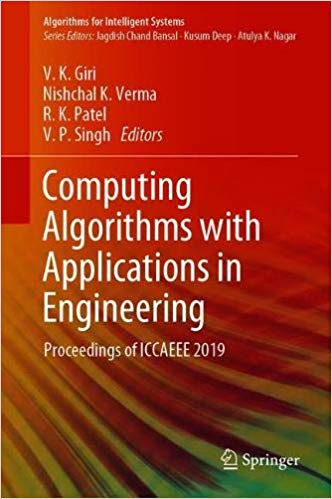 Algorithms for Intelligent Systems
Series Editors: Jagdish Chand Bansal · Kusum Deep · Atulya K. Nagar
V. K. Giri
Nishchal K. Verma
R. K. Patel
V. P. Singh Editors
Computing
Algorithms with
Applications in
Engineering
Proceedings of ICCAEEE 2019
Springer